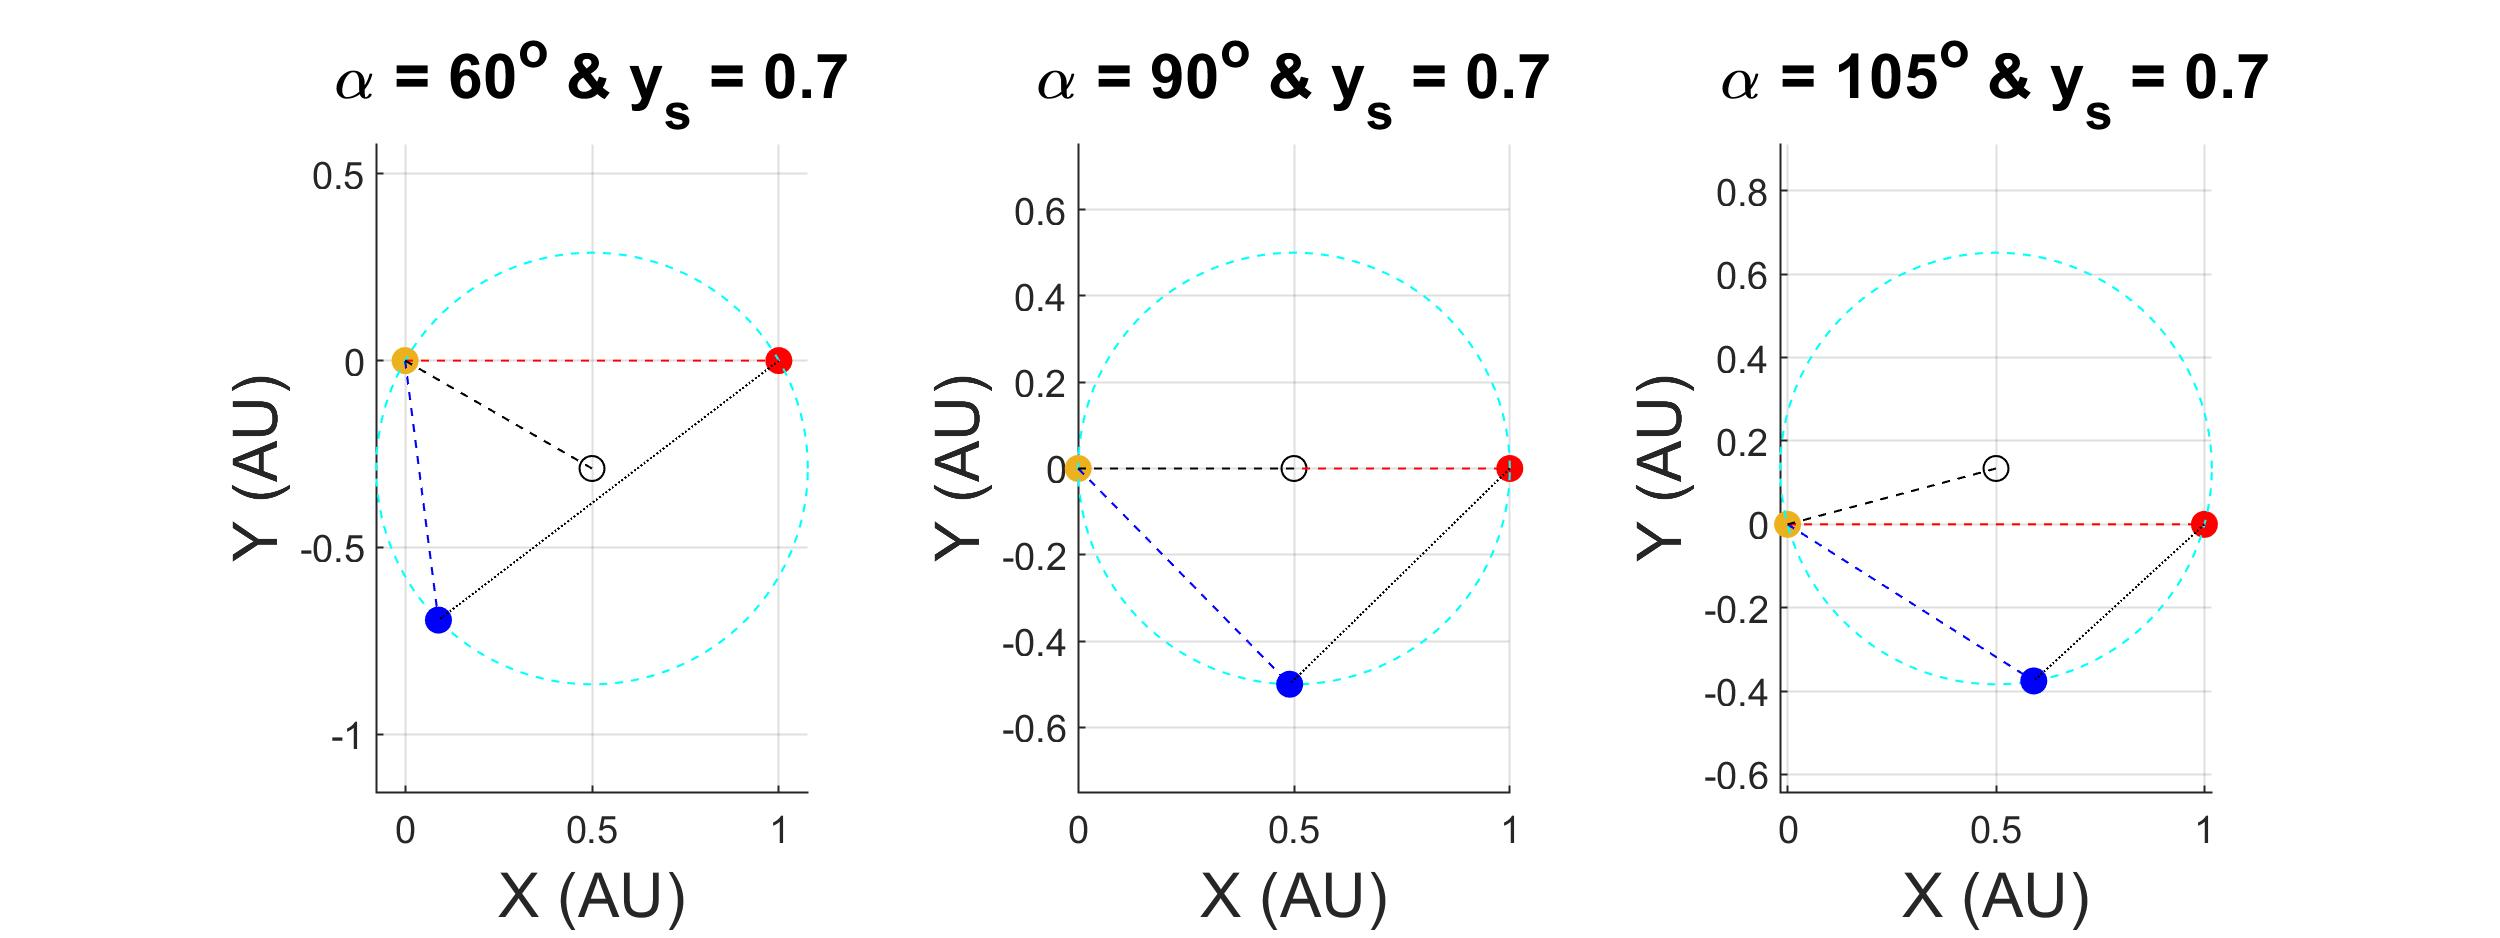 α = 60° & yₛ = 0.7
0.5
0
-0.5
-1
0 0.5 1
X (AU)
Y (AU)
α = 90° & yₛ = 0.7
0.6
0.4
0.2
0
-0.2
-0.4
-0.6
0 0.5 1
X (AU)
Y (AU)
α = 105° & yₛ = 0.7
0.8
0.6
0.4
0.2
0
-0.2
-0.4
-0.6
0 0.5 1
X (AU)
Y (AU)